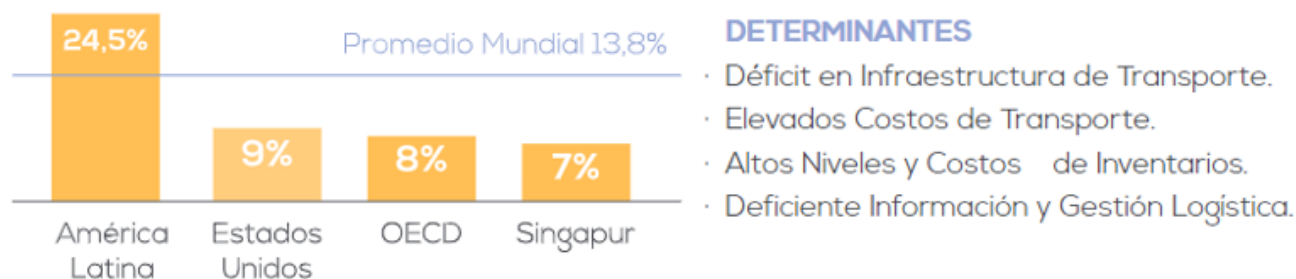 24,5%
Promedio Mundial 13,8%
9%
8%
7%
América
Latina
Estados
Unidos
OECD
Singapur
DETERMINANTES
· Déficit en Infraestructura de Transporte.
· Elevados Costos de Transporte.
· Altos Niveles y Costos de Inventarios.
· Deficiente Información y Gestión Logística.